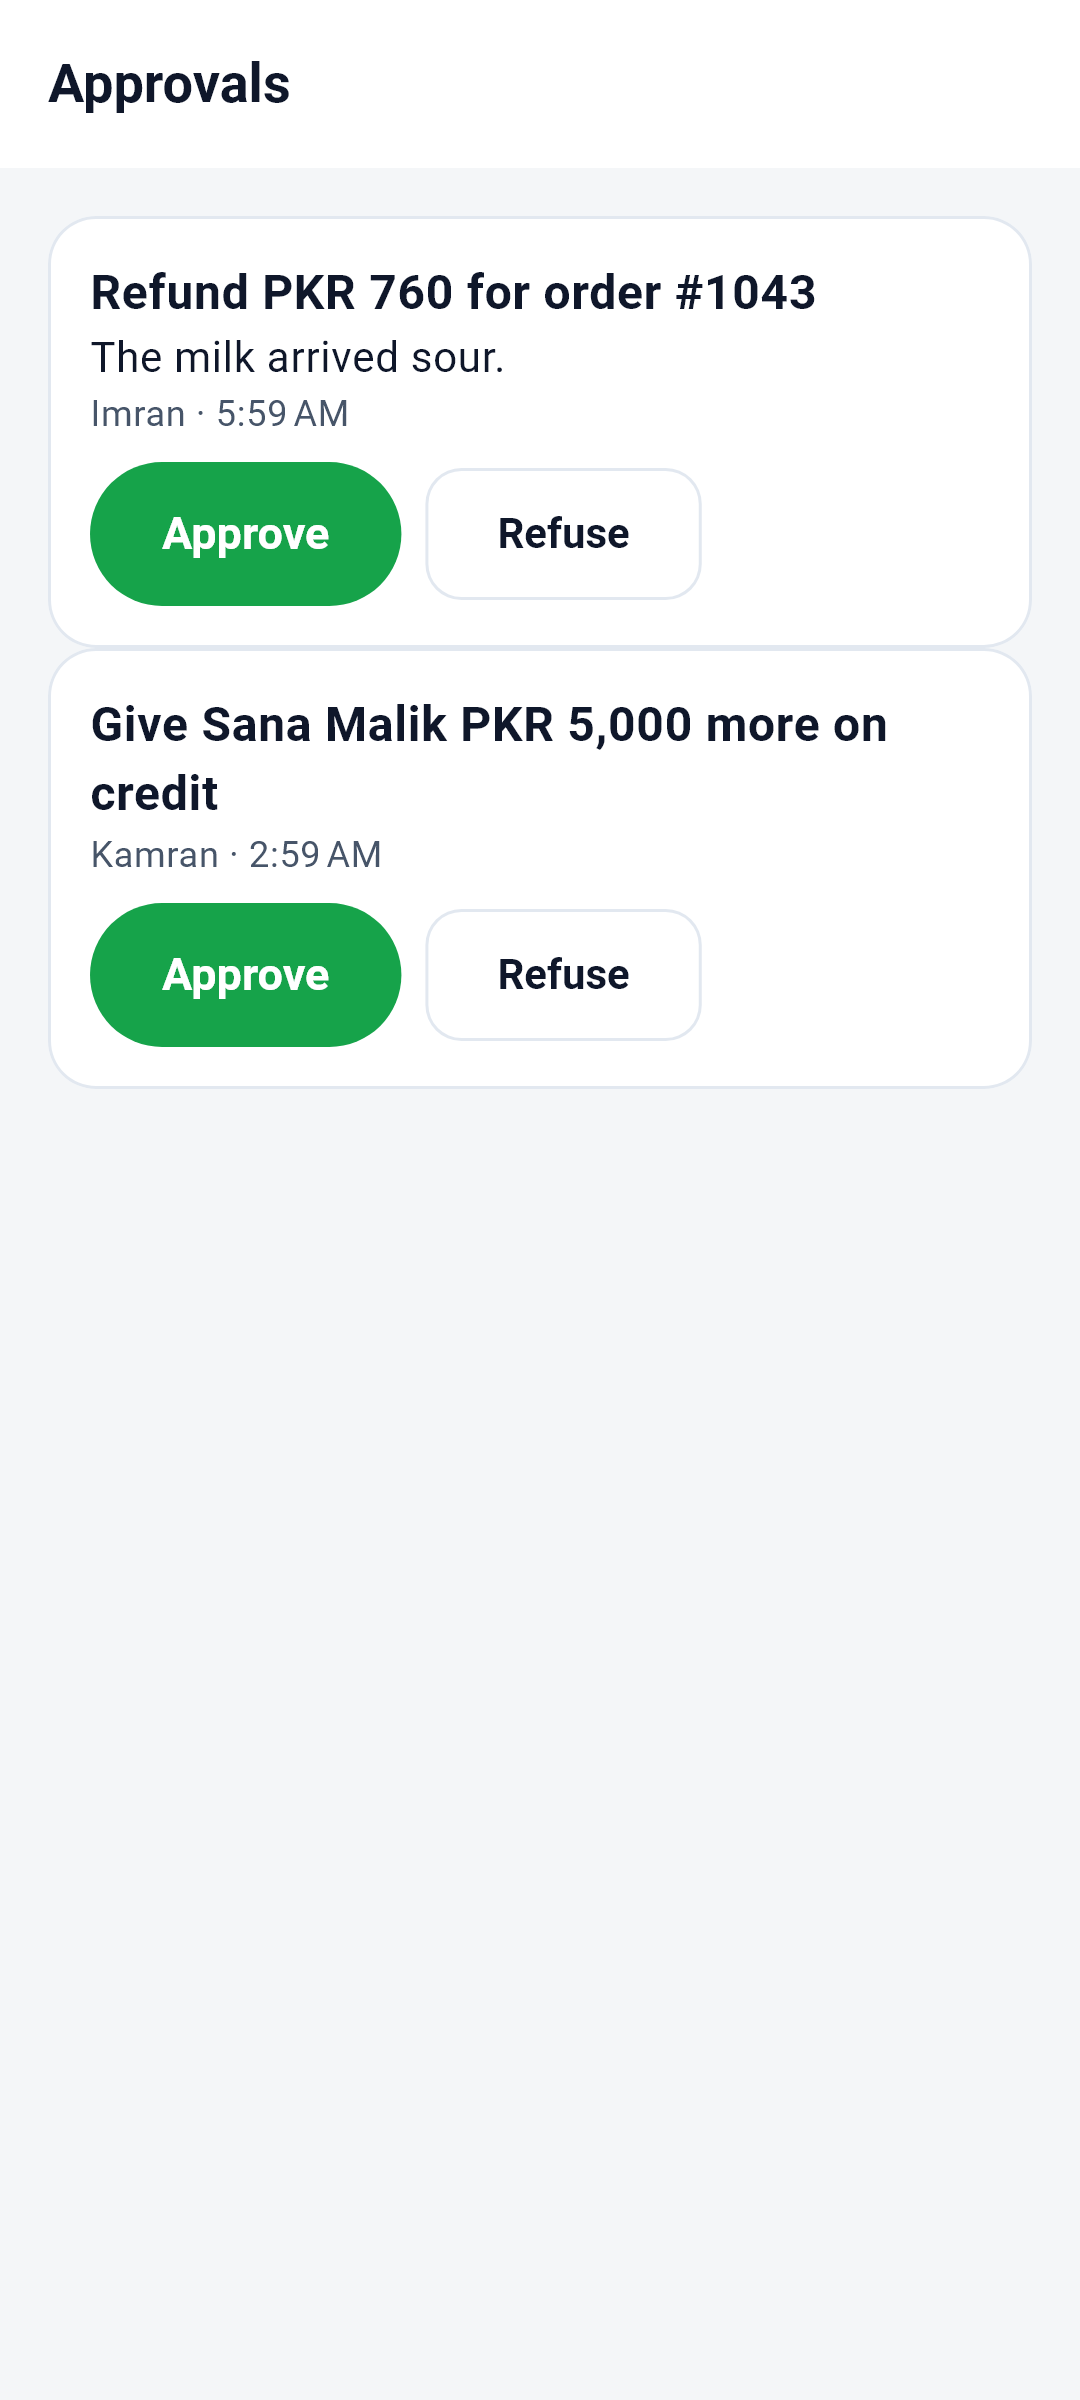 Approvals
Refund PKR 760 for order #1043
The milk arrived sour.
Imran · 5:59 AM
Approve
Refuse
Give Sana Malik PKR 5,000 more on
credit
Kamran · 2:59 AM
Approve
Refuse